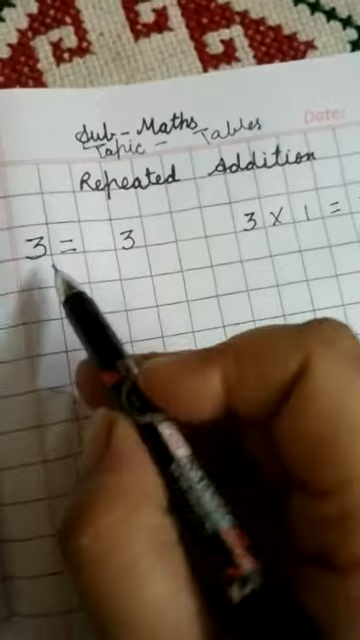 Date:
Sub - Maths
Topic - Tables
Repeated Addition
3 = 3 3 x 1 =